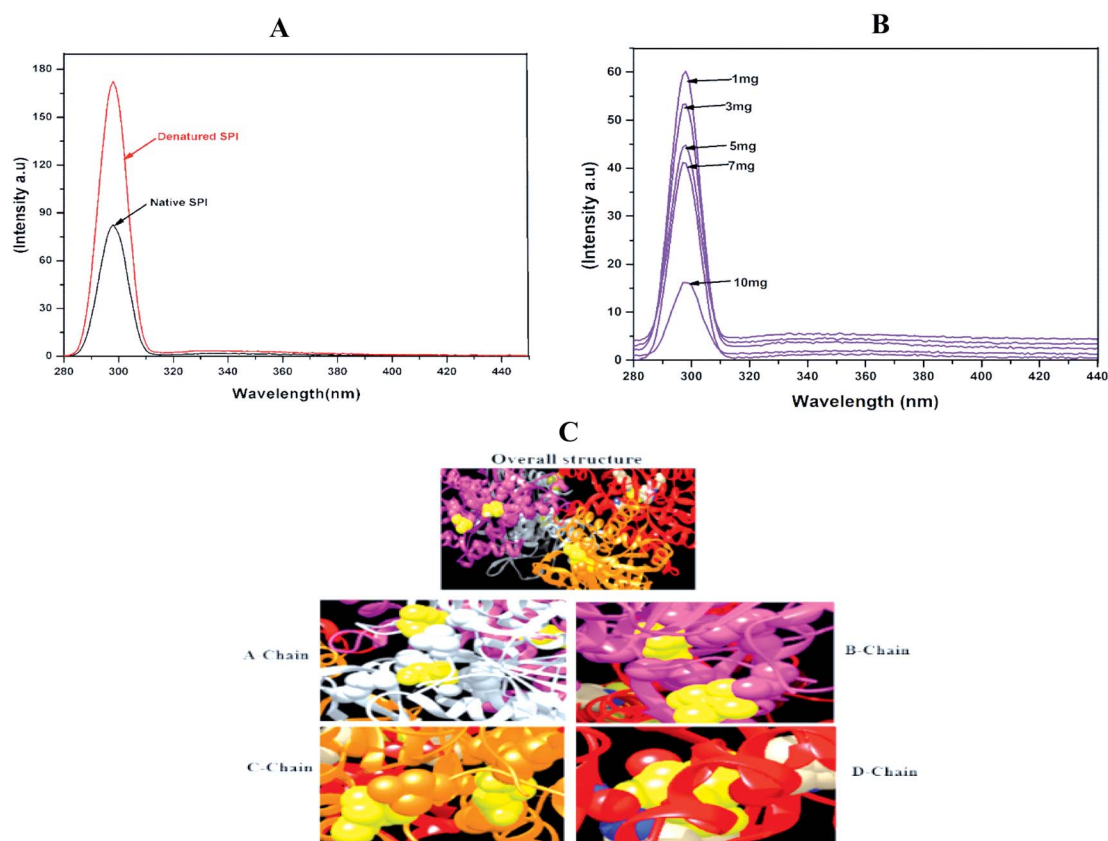 A
180
150
120
90
60
30
0
(Intensity a.u)
Denatured SPI
Native SPI
280 300 320 340 360 380 400 420 440
Wavelength(nm)
B
60
50
40
30
20
10
0
(Intensity a.u)
1mg
3mg
5mg
7mg
10mg
280 300 320 340 360 380 400 420 440
Wavelength (nm)
C
Overall structure
A-Chain
B-Chain
C-Chain
D-Chain